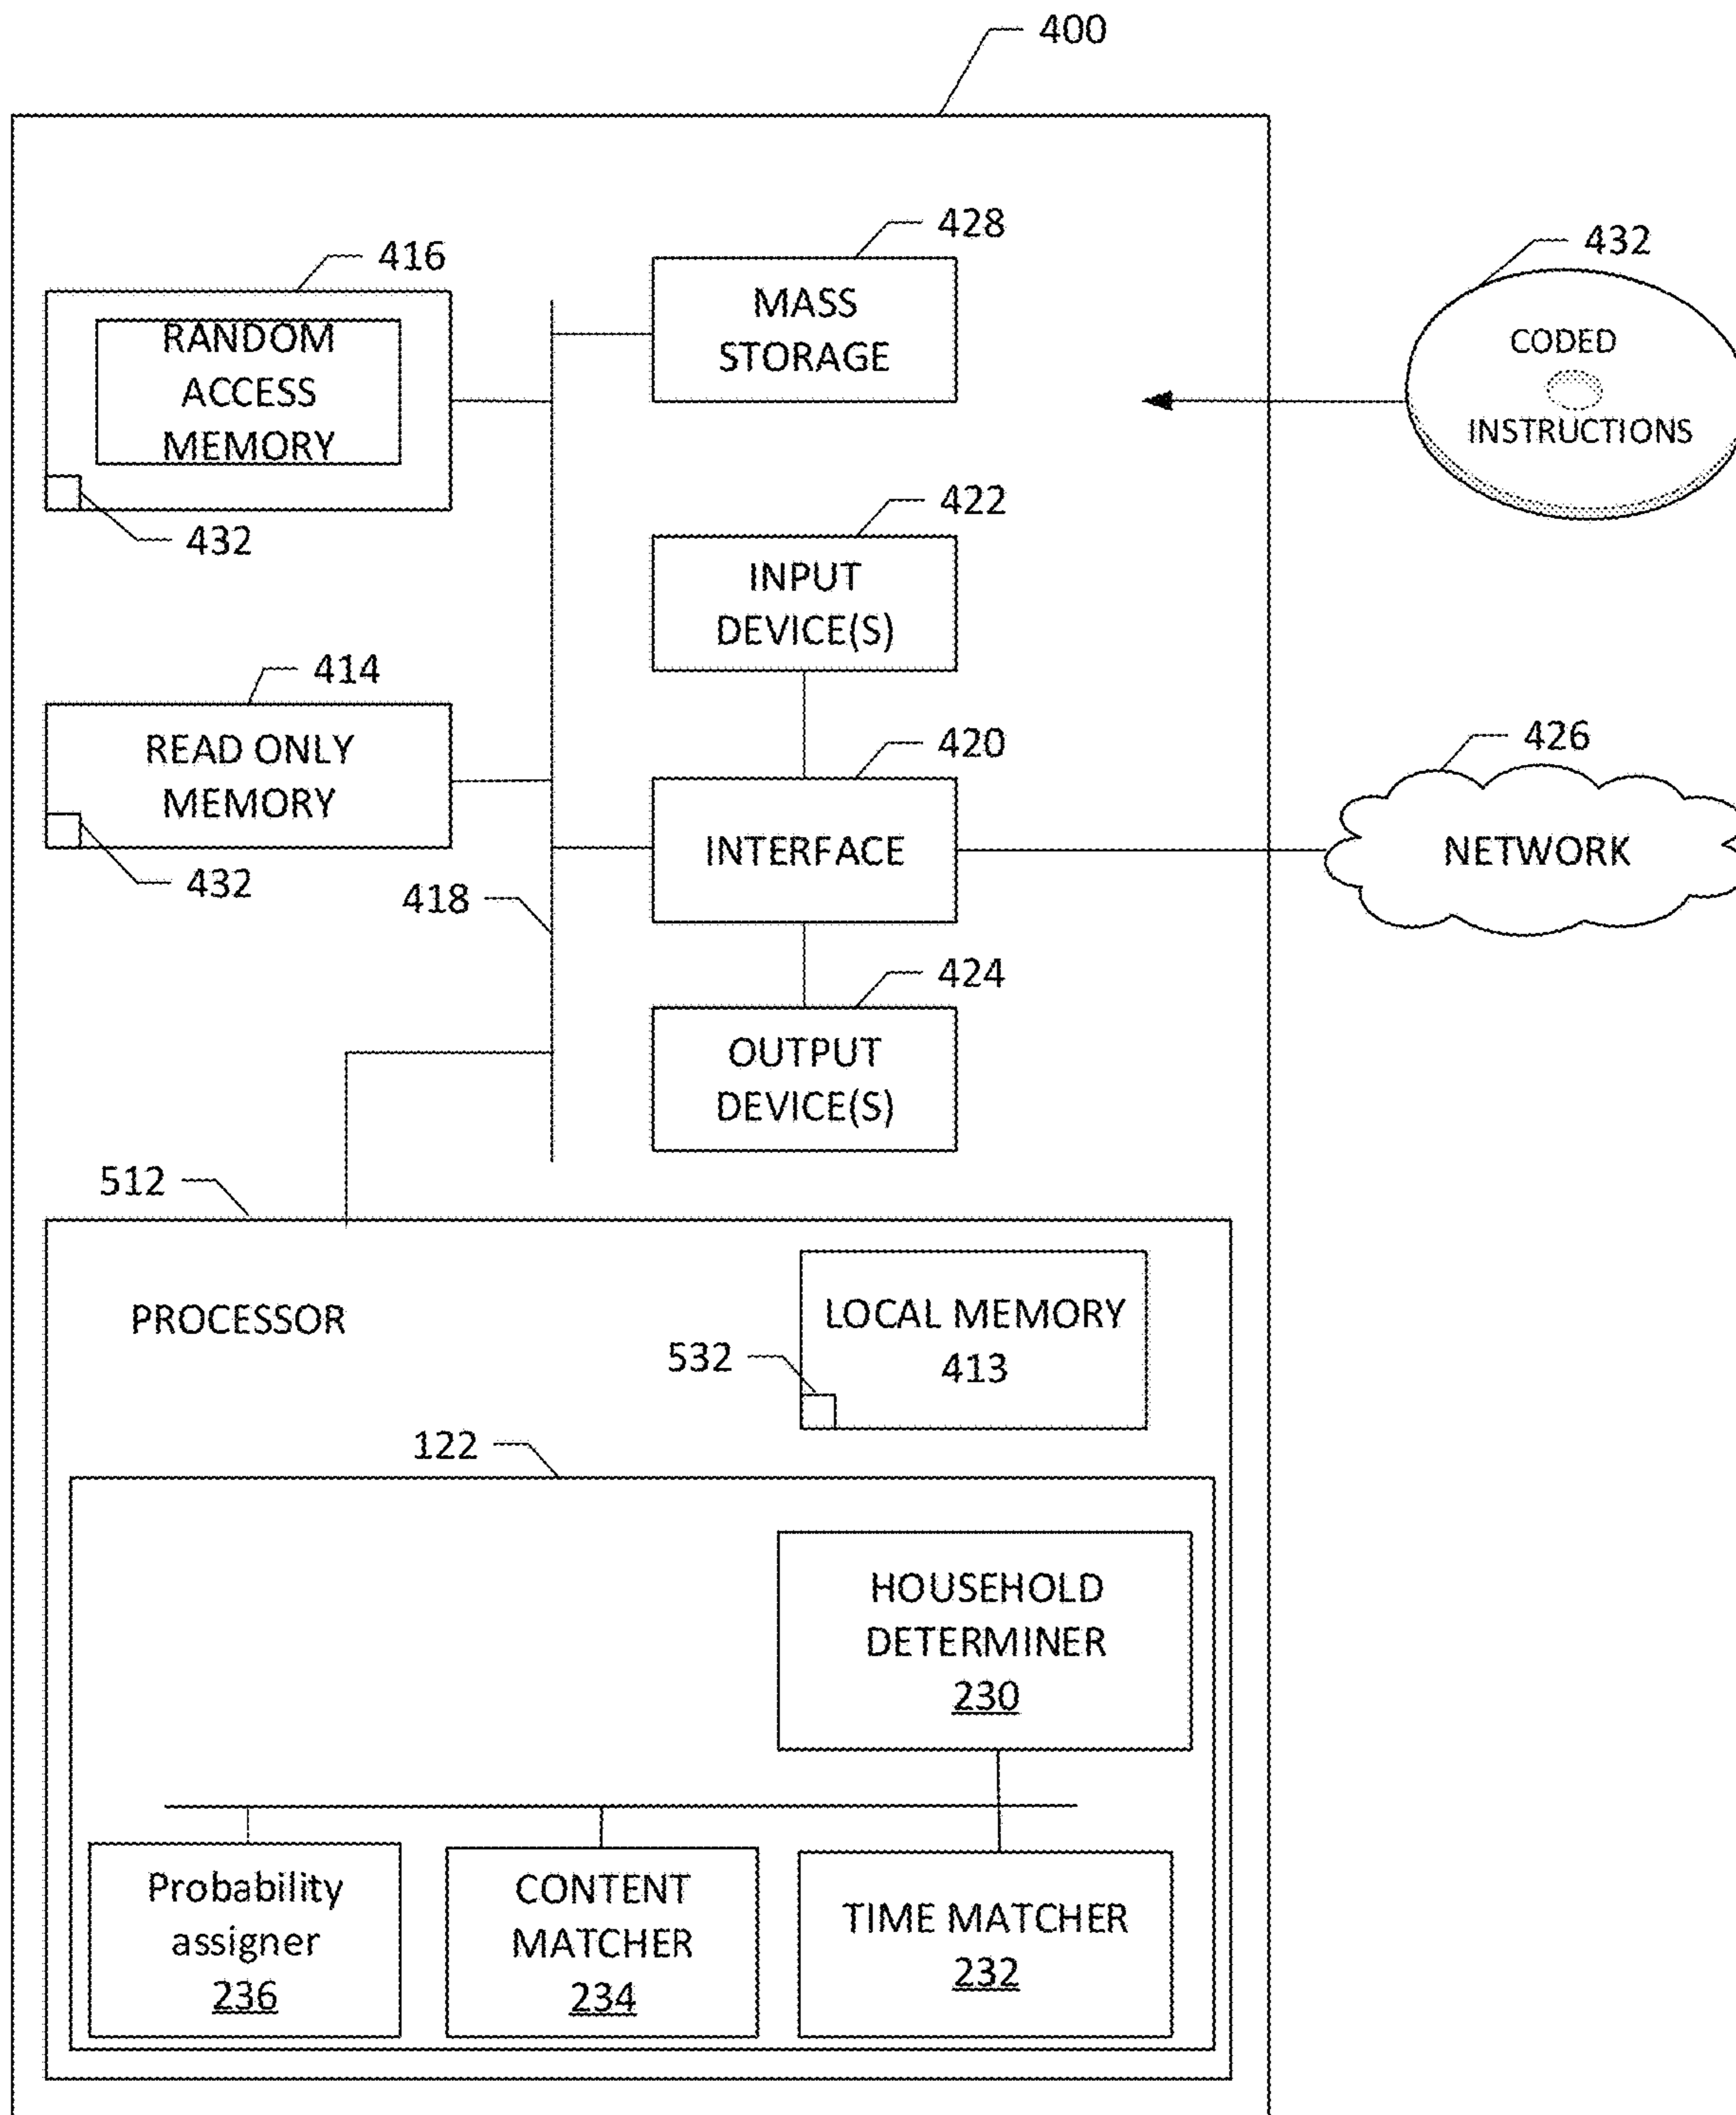 400
428
416
432
MASS
STORAGE
RANDOM
ACCESS
MEMORY
CODED
INSTRUCTIONS
432
422
INPUT
DEVICE(S)
414
READ ONLY
MEMORY
432
420
INTERFACE
426
NETWORK
418
424
OUTPUT
DEVICE(S)
512
PROCESSOR
LOCAL MEMORY
413
532
122
HOUSEHOLD
DETERMINER
230
Probability
assigner
236
CONTENT
MATCHER
234
TIME MATCHER
232